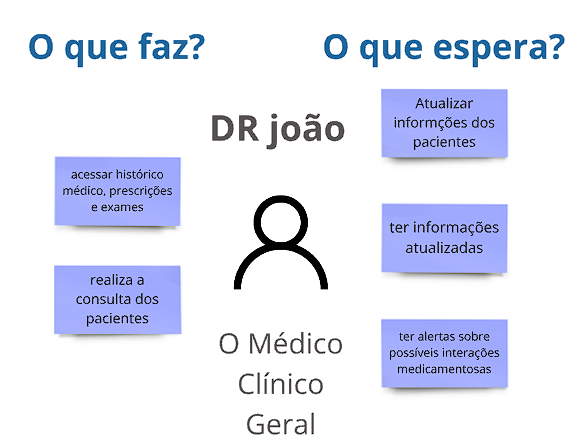 O que faz?
O que espera?
DR joão
acessar histórico
médico, prescrições
e exames
realiza a
consulta dos
pacientes
Atualizar
informções dos
pacientes
ter informações
atualizadas
ter alertas sobre
possíveis interações
medicamentosas
O Médico
Clínico
Geral